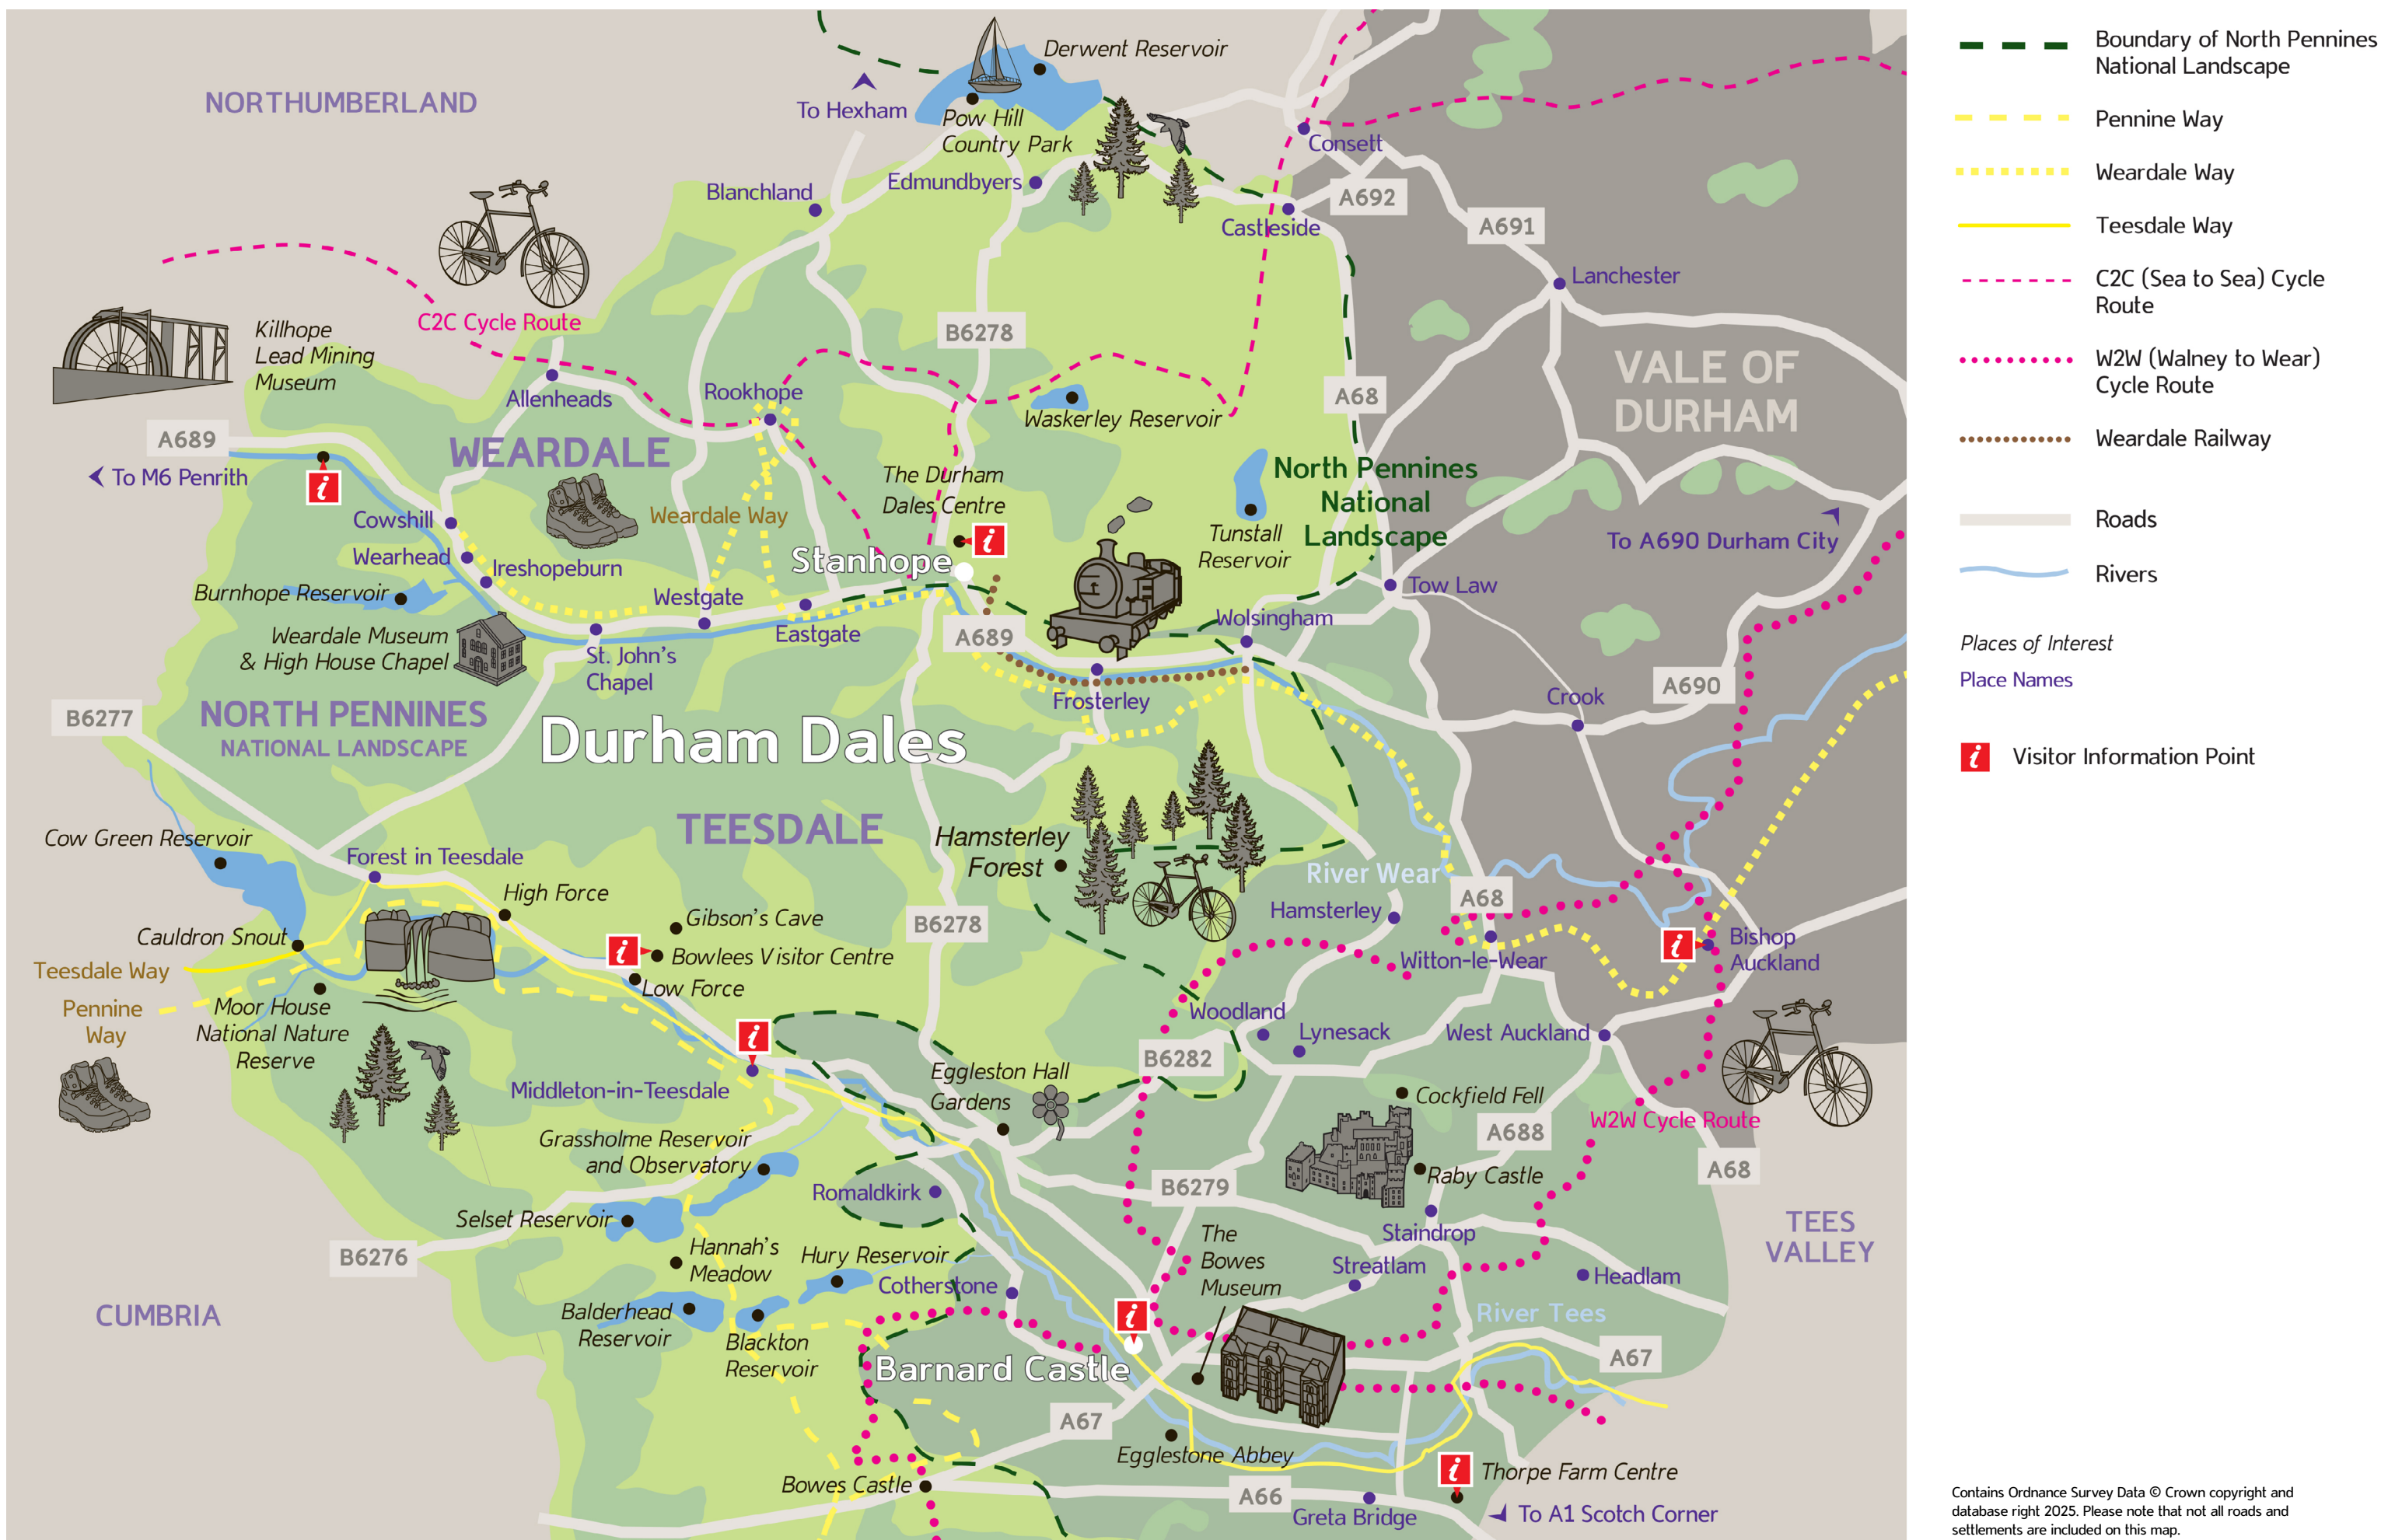 Derwent Reservoir
NORTHUMBERLAND
To Hexham
Pow Hill
Country Park
Consett
Blanchland
Edmundbyers
A692
Castleside
A691
Lanchester
C2C Cycle Route
Killhope
Lead Mining
Museum
B6278
VALE OF
DURHAM
Allenheads
Rookhope
A68
Waskerley Reservoir
A689
WEARDALE
To M6 Penrith
The Durham
Dales Centre
North Pennines
National
Landscape
Weardale Way
Cowshill
Tunstall
Reservoir
To A690 Durham City
Wearhead
Ireshopeburn
Stanhope
Burnhope Reservoir
Westgate
Tow Law
Eastgate
Weardale Museum
& High House Chapel
A689
Wolsingham
St. John's
Chapel
Frosterley
Crook
A690
B6277
NORTH PENNINES
NATIONAL LANDSCAPE
Durham Dales
TEESDALE
Hamsterley
Forest
Cow Green Reservoir
Forest in Teesdale
High Force
River Wear
A68
Gibson's Cave
B6278
Hamsterley
Cauldron Snout
Bowlees Visitor Centre
Witton-le-Wear
Bishop
Auckland
Teesdale Way
Low Force
Pennine
Way
Moor House
National Nature
Reserve
Woodland
Lynesack
West Auckland
B6282
Middleton-in-Teesdale
Eggleston Hall
Gardens
Cockfield Fell
W2W Cycle Route
A688
Grassholme Reservoir
and Observatory
A68
Raby Castle
Romaldkirk
B6279
Selset Reservoir
Staindrop
TEES
VALLEY
B6276
Hannah's
Meadow
Hury Reservoir
The
Bowes
Museum
Streatlam
Headlam
Cotherstone
CUMBRIA
Balderhead
Reservoir
Blackton
Reservoir
River Tees
A67
Barnard Castle
A67
Egglestone Abbey
Bowes Castle
Thorpe Farm Centre
A66
Greta Bridge
To A1 Scotch Corner
Boundary of North Pennines
National Landscape
Pennine Way
Weardale Way
Teesdale Way
C2C (Sea to Sea) Cycle
Route
W2W (Walney to Wear)
Cycle Route
Weardale Railway
Roads
Rivers
Places of Interest
Place Names
i Visitor Information Point
Contains Ordnance Survey Data © Crown copyright and
database right 2025. Please note that not all roads and
settlements are included on this map.